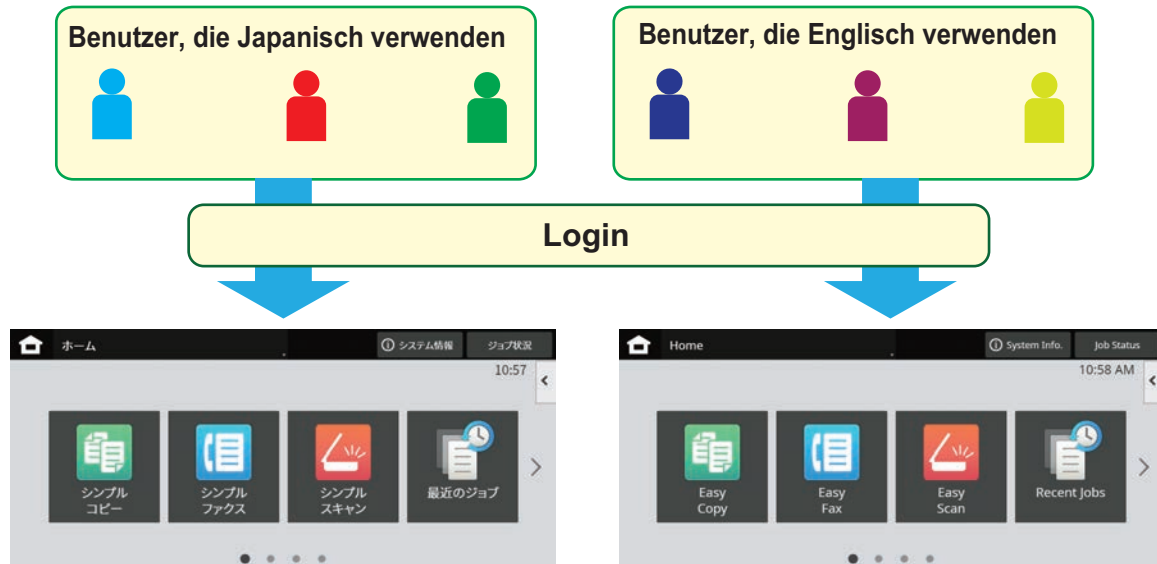 Benutzer, die Japanisch verwenden
Benutzer, die Englisch verwenden
Login
ホーム
システム情報
ジョブ状況
10:57
シンプル
コピー
シンプル
ファクス
シンプル
スキャン
最近のジョブ
Home
System Info.
Job Status
10:58 AM
Easy
Copy
Easy
Fax
Easy
Scan
Recent Jobs